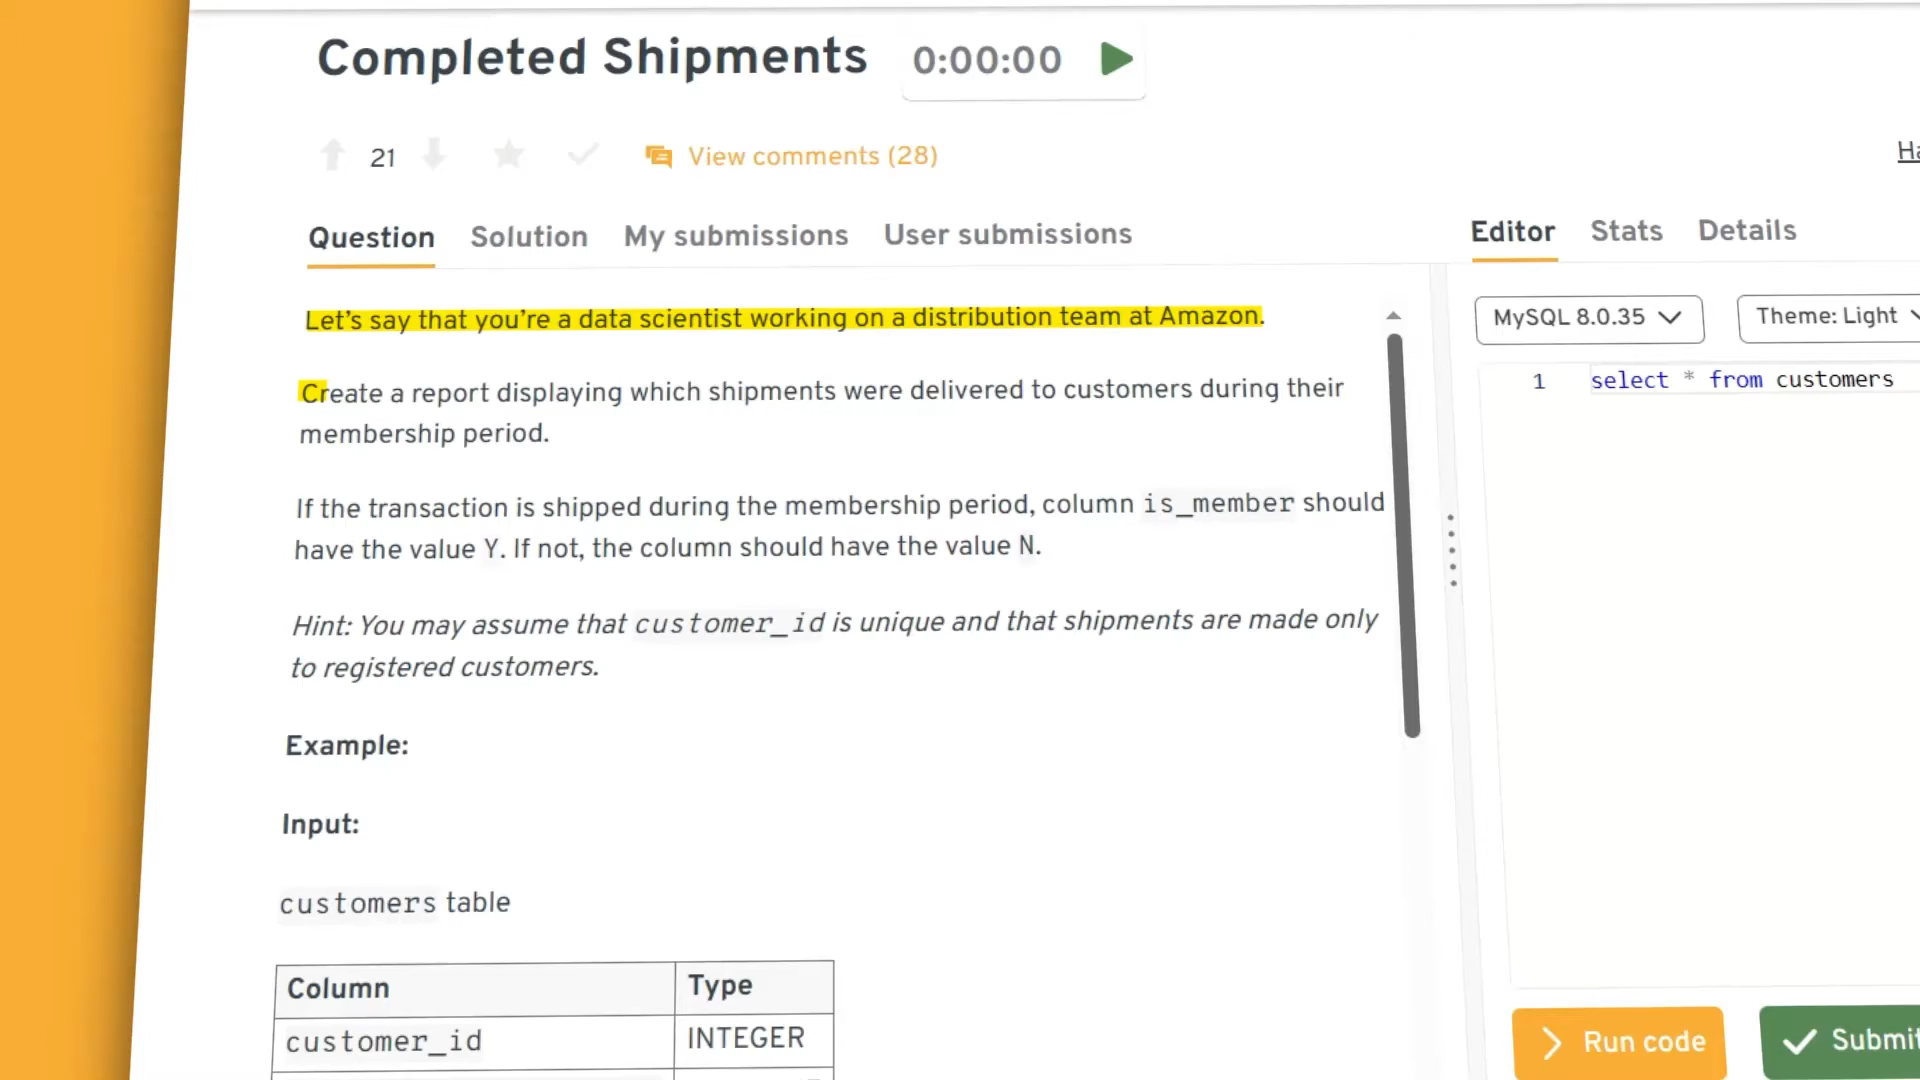 Completed Shipments 0:00:00
21 View comments (28)
Question Solution My submissions User submissions
Editor Stats Details
Let's say that you're a data scientist working on a distribution team at Amazon.
Create a report displaying which shipments were delivered to customers during their
membership period.
If the transaction is shipped during the membership period, column is_member should
have the value Y. If not, the column should have the value N.
Hint: You may assume that customer_id is unique and that shipments are made only
to registered customers.
Example:
Input:
customers table
Column Type
customer_id INTEGER
MySQL 8.0.35 Theme: Light
1 select * from customers
Run code Submit